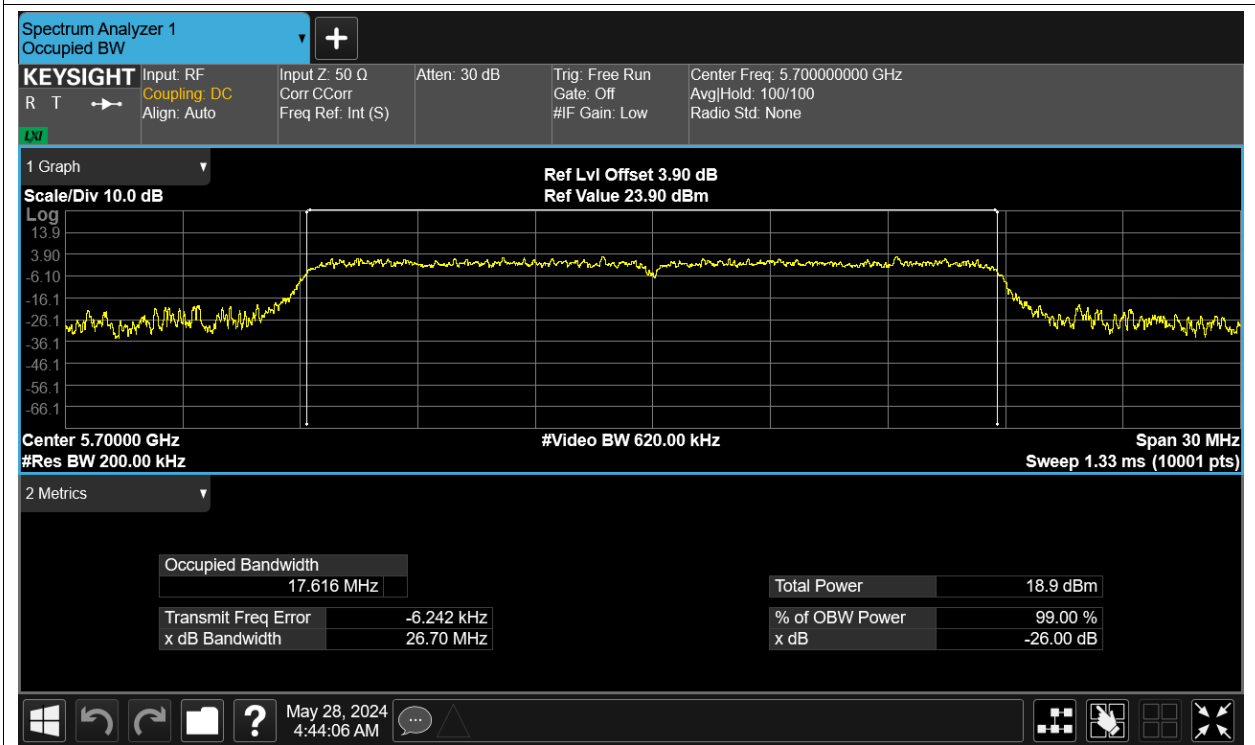 Spectrum Analyzer 1
Occupied BW
KEYSIGHT Input: RF Input Z: 50 Ω Atten: 30 dB Trig: Free Run Center Freq: 5.700000000 GHz
R T Coupling: DC Corr CCorr Gate: Off Avg|Hold: 100/100
Align: Auto Freq Ref: Int (S) #IF Gain: Low Radio Std: None
LXI
1 Graph
Ref Lvl Offset 3.90 dB
Scale/Div 10.0 dB Ref Value 23.90 dBm
Log
13.9
3.90
-6.10
-16.1
-26.1
-36.1
-46.1
-56.1
-66.1
Center 5.70000 GHz #Video BW 620.00 kHz Span 30 MHz
#Res BW 200.00 kHz Sweep 1.33 ms (10001 pts)
2 Metrics
Occupied Bandwidth
17.616 MHz Total Power 18.9 dBm
Transmit Freq Error -6.242 kHz % of OBW Power 99.00 %
x dB Bandwidth 26.70 MHz x dB -26.00 dB
? May 28, 2024
4:44:06 AM